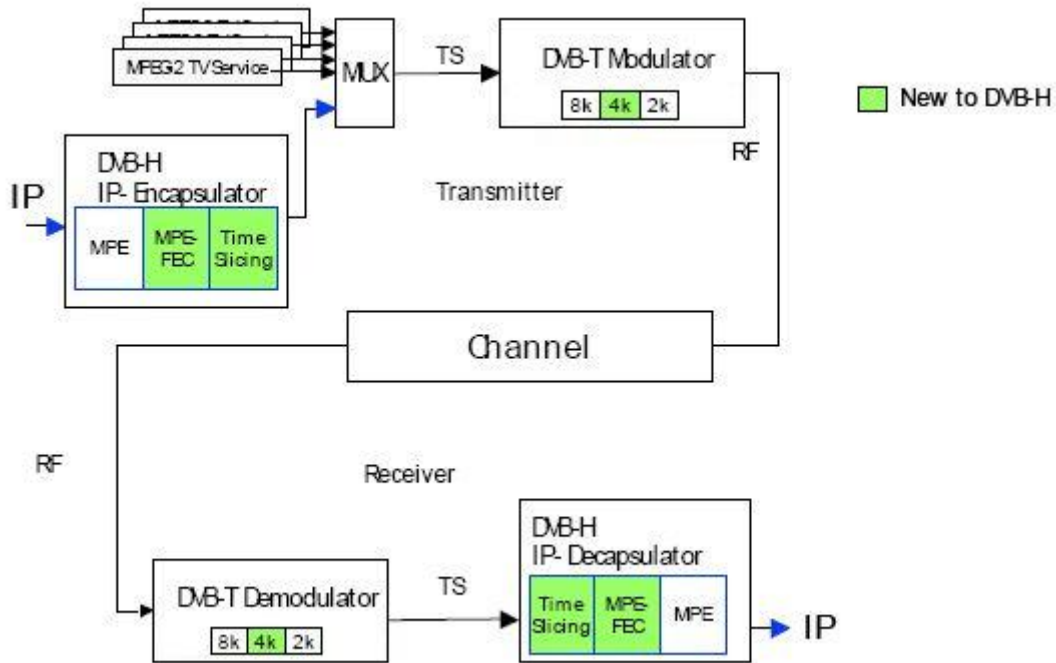 MPEG-2 TV Service
MUX
TS
DVB-T Modulator
8k 4k 2k
New to DVB-H
RF
IP
DVB-H
IP- Encapsulator
MPE
MPE-
FEC
Time
Slicing
Transmitter
Channel
RF
Receiver
DVB-T Demodulator
8k 4k 2k
TS
DVB-H
IP- Decapsulator
Time
Slicing
MPE-
FEC
MPE
IP